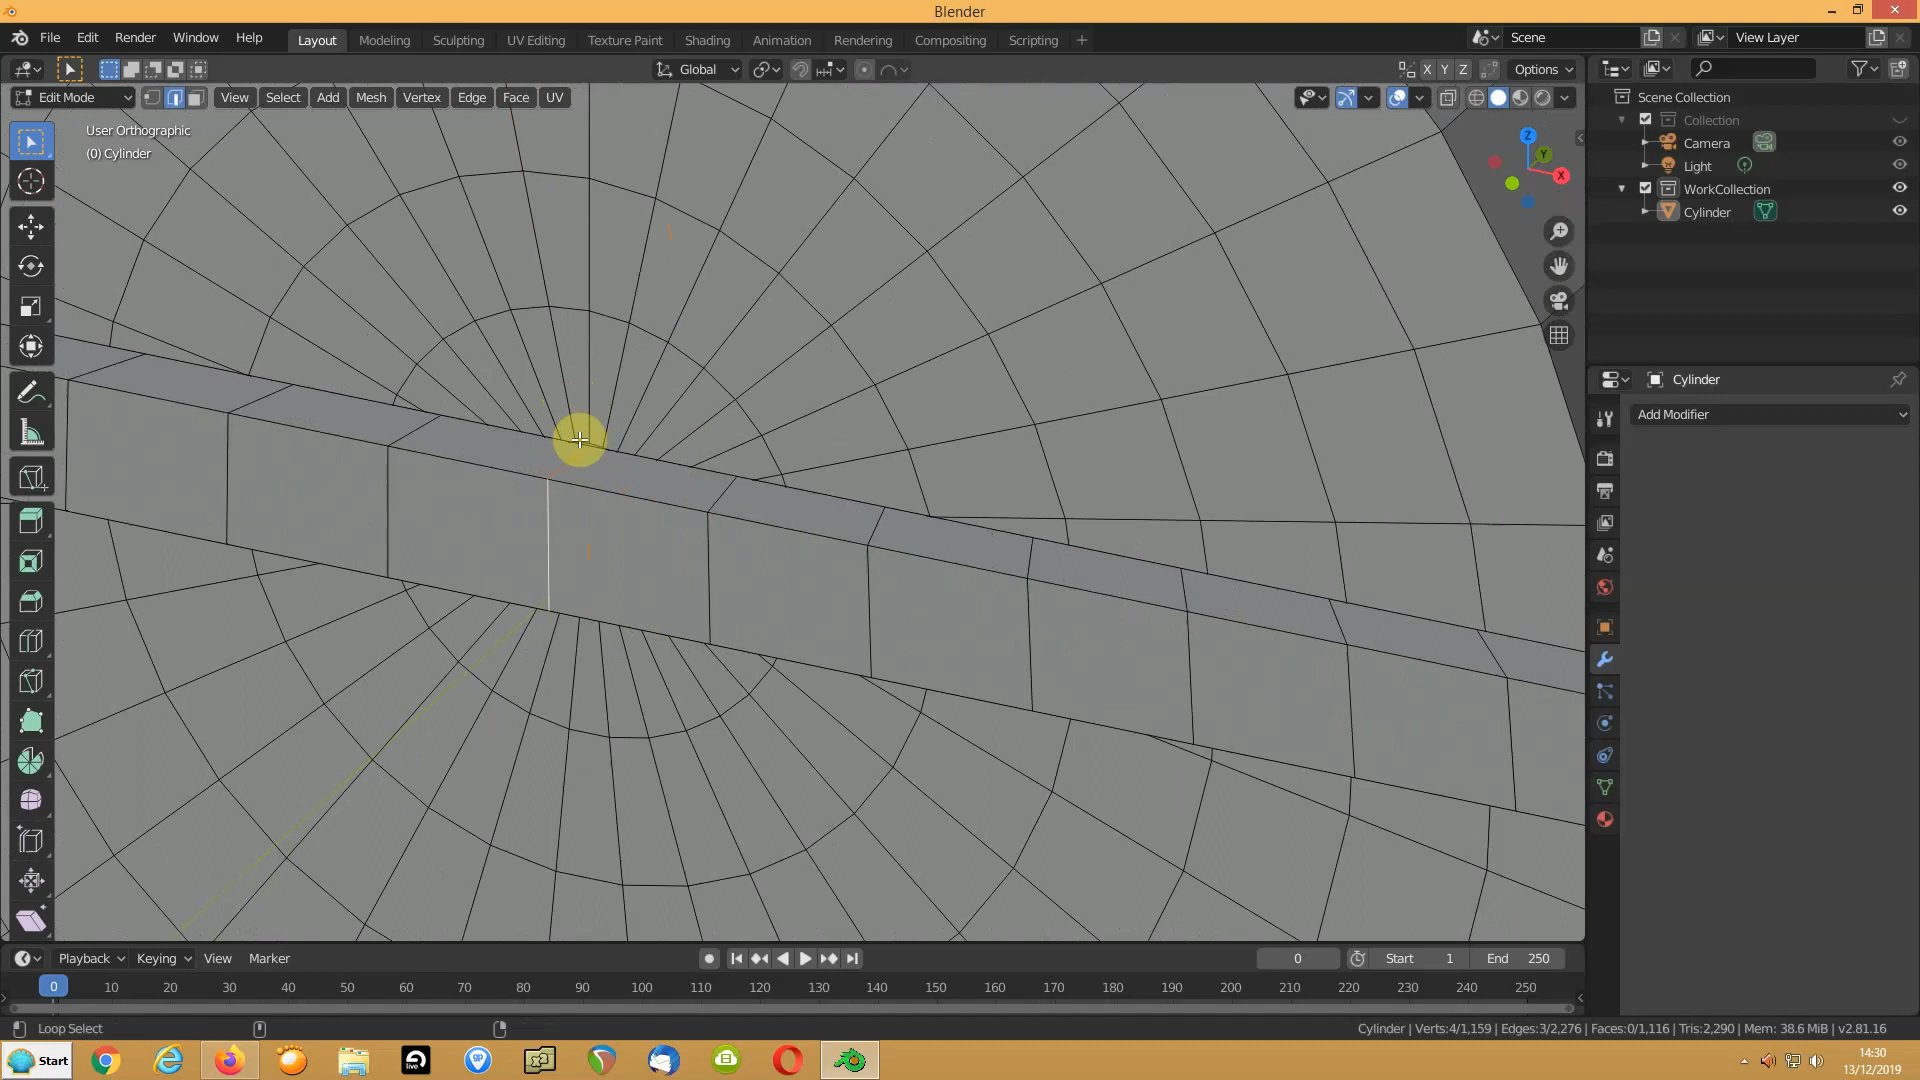 Blender
File Edit Render Window Help Layout Modeling Sculpting UV Editing Texture Paint Shading Animation Rendering Compositing Scripting + Scene View Layer
Global X Y Z Options
Edit Mode View Select Add Mesh Vertex Edge Face UV
User Orthographic
(0) Cylinder
Z
Y
X
Scene Collection
Collection
Camera
Light
WorkCollection
Cylinder
Cylinder
Add Modifier
Playback Keying View Marker 0 Start 1 End 250
0 10 20 30 40 50 60 70 80 90 100 110 120 130 140 150 160 170 180 190 200 210 220 230 240 250
Loop Select Cylinder | Verts:4/1,159 | Edges:3/2,276 | Faces:0/1,116 | Tris:2,290 | Mem: 38.6 MiB | v2.81.16
Start live gp 14:30
13/12/2019